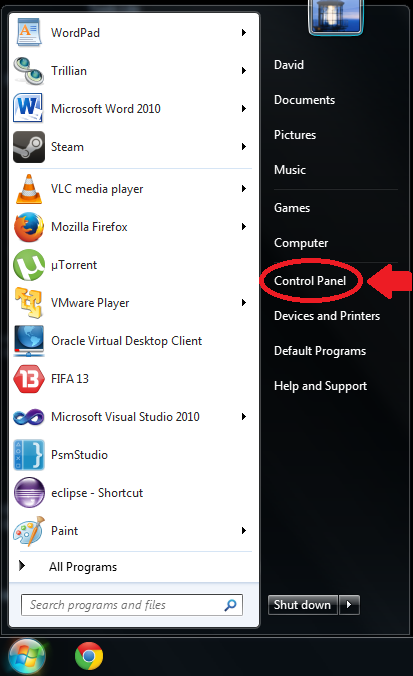 WordPad
Trillian
Microsoft Word 2010
Steam
VLC media player
Mozilla Firefox
µTorrent
VMware Player
Oracle Virtual Desktop Client
13
FIFA 13
Microsoft Visual Studio 2010
PsmStudio
eclipse - Shortcut
Paint
All Programs
Search programs and files
David
Documents
Pictures
Music
Games
Computer
Control Panel
Devices and Printers
Default Programs
Help and Support
Shut down